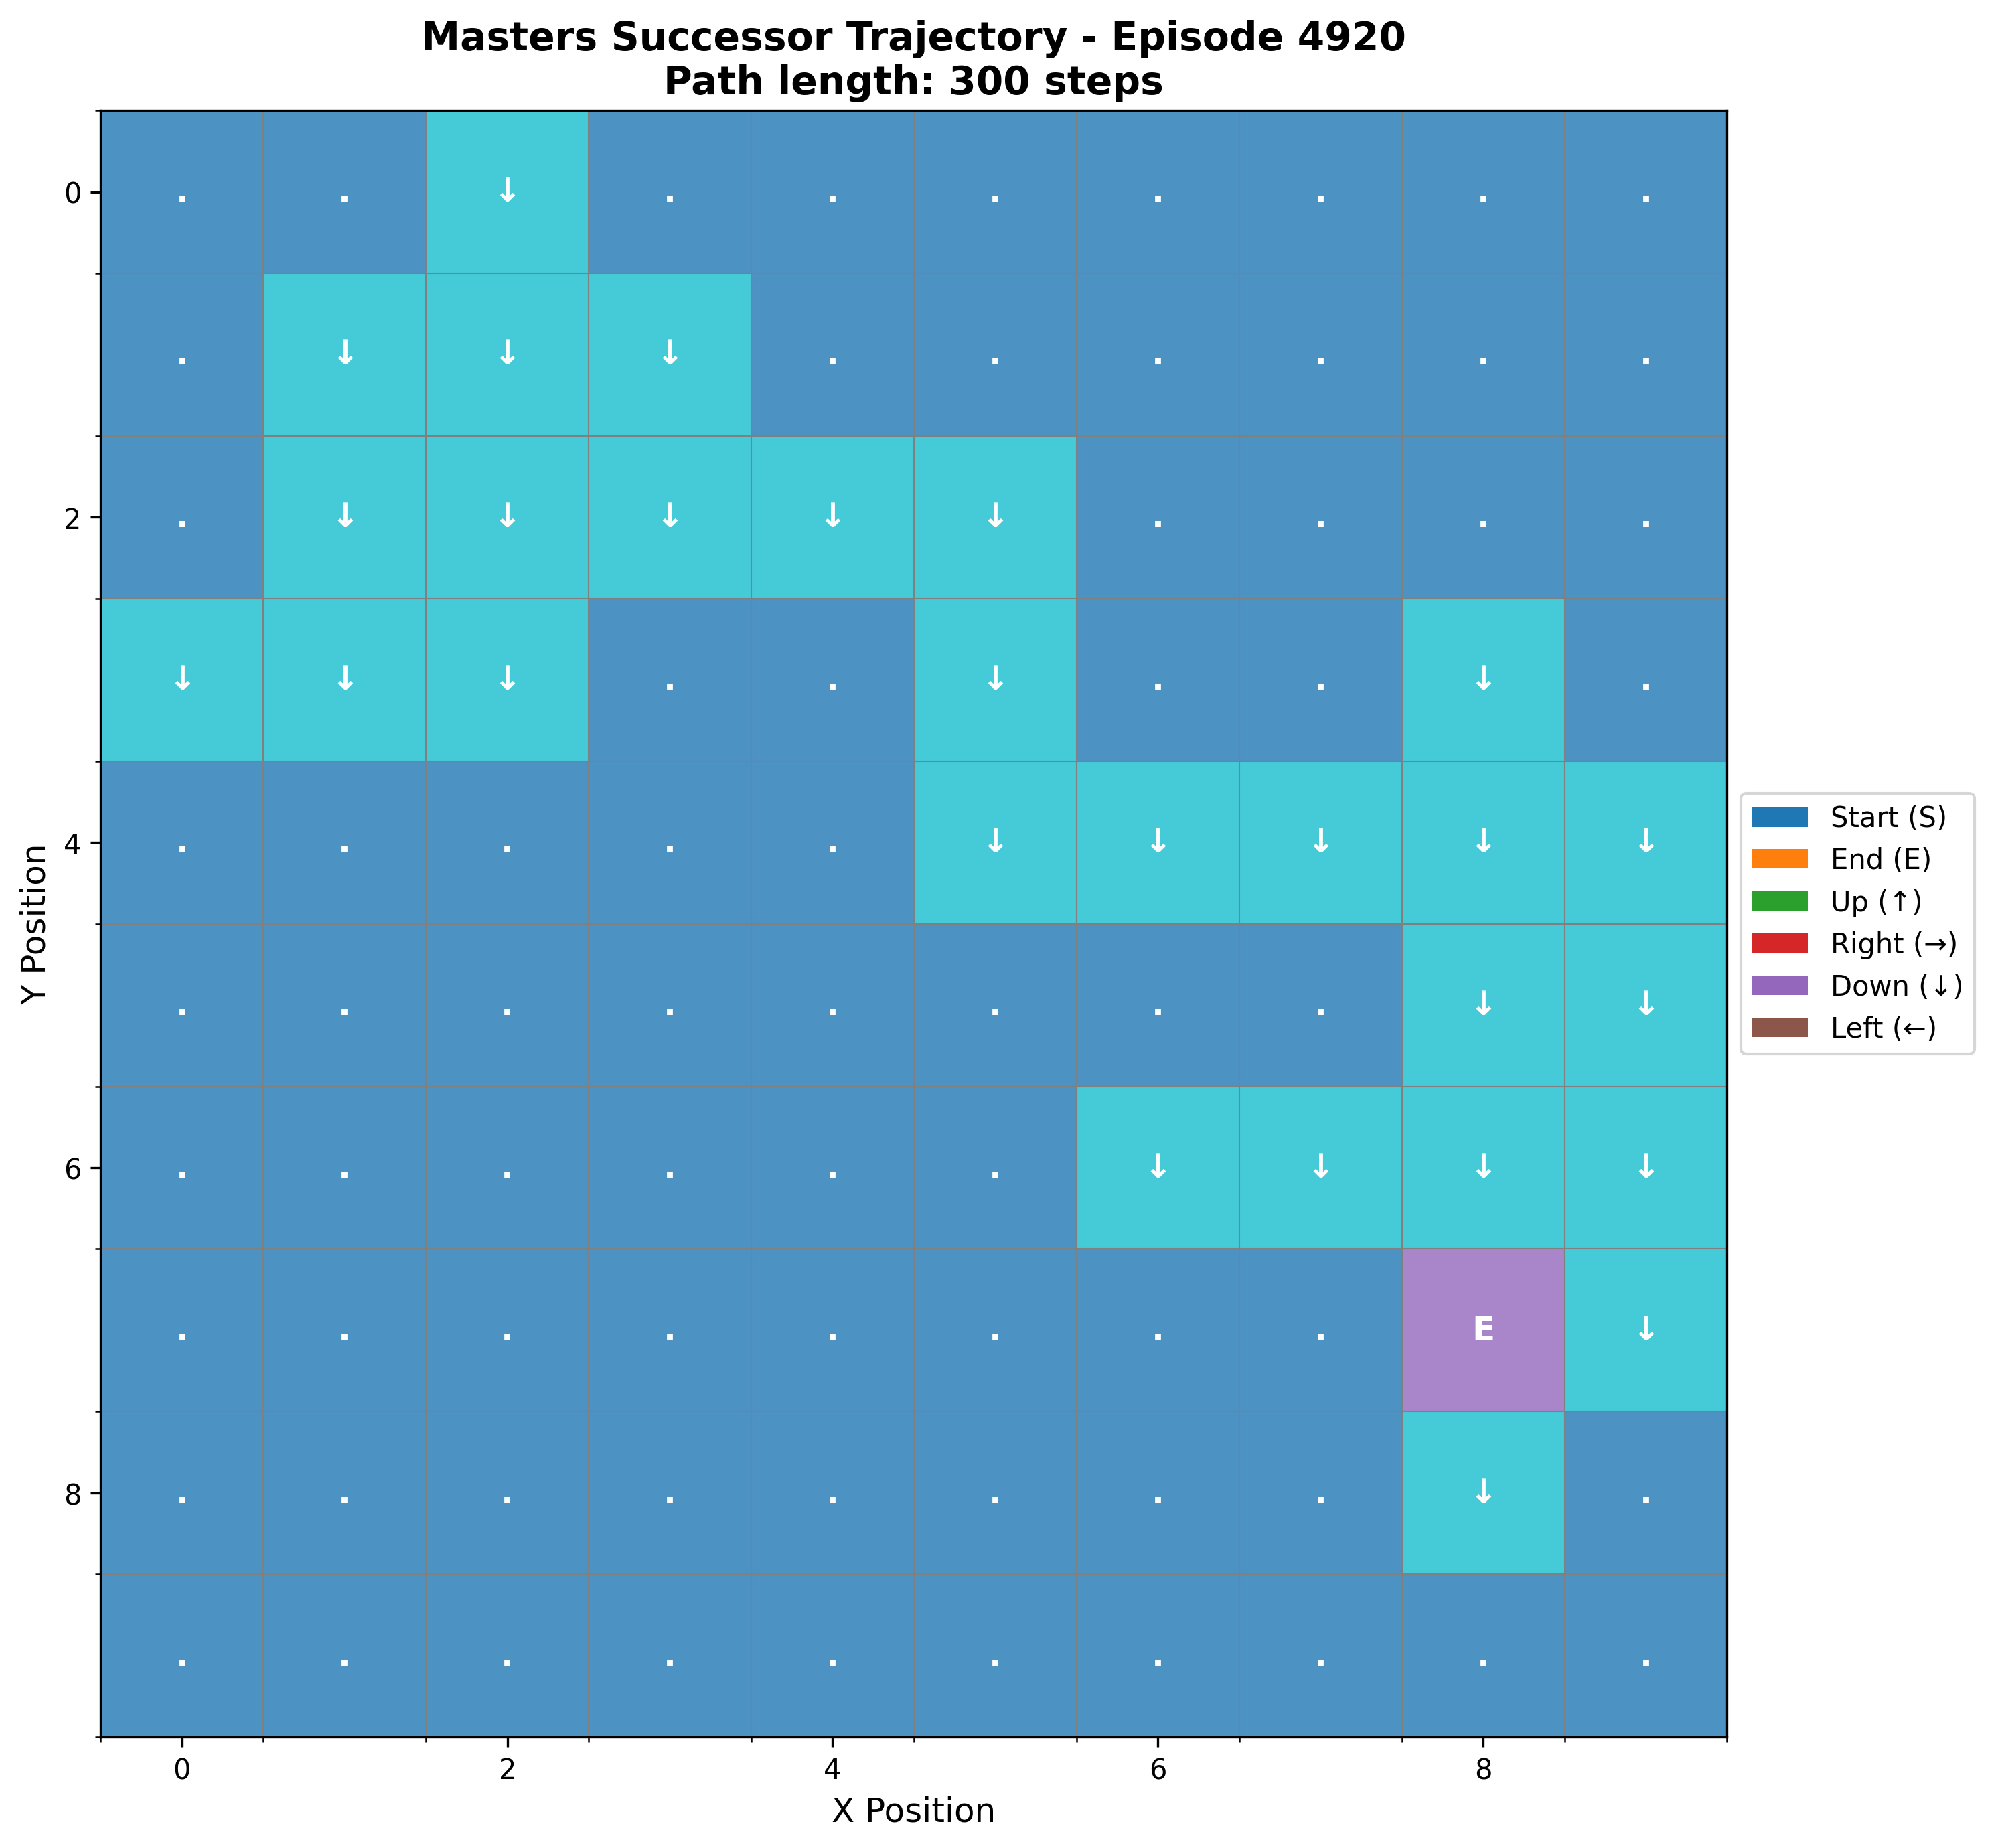 Masters Successor Trajectory - Episode 4920
Path length: 300 steps
0 . . ↓ . . . . . . .
. ↓ ↓ ↓ . . . . . .
2 . ↓ ↓ ↓ ↓ ↓ . . . .
↓ ↓ ↓ . . ↓ . . ↓ .
4 . . . . . ↓ ↓ ↓ ↓ ↓
. . . . . . . . ↓ ↓
6 . . . . . . ↓ ↓ ↓ ↓
. . . . . . . . E ↓
8 . . . . . . . . ↓ .
. . . . . . . . . .
0 2 4 6 8
X Position
Y Position
Start (S)
End (E)
Up (↑)
Right (→)
Down (↓)
Left (←)